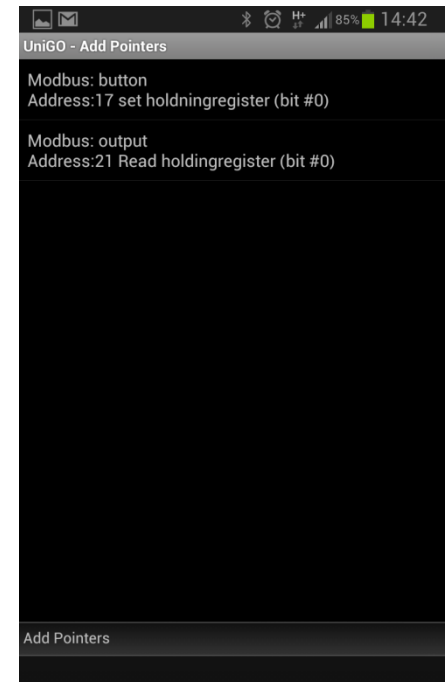 H+ 85% 14:42
UniGO - Add Pointers
Modbus: button
Address:17 set holdningregister (bit #0)
Modbus: output
Address:21 Read holdingregister (bit #0)
Add Pointers